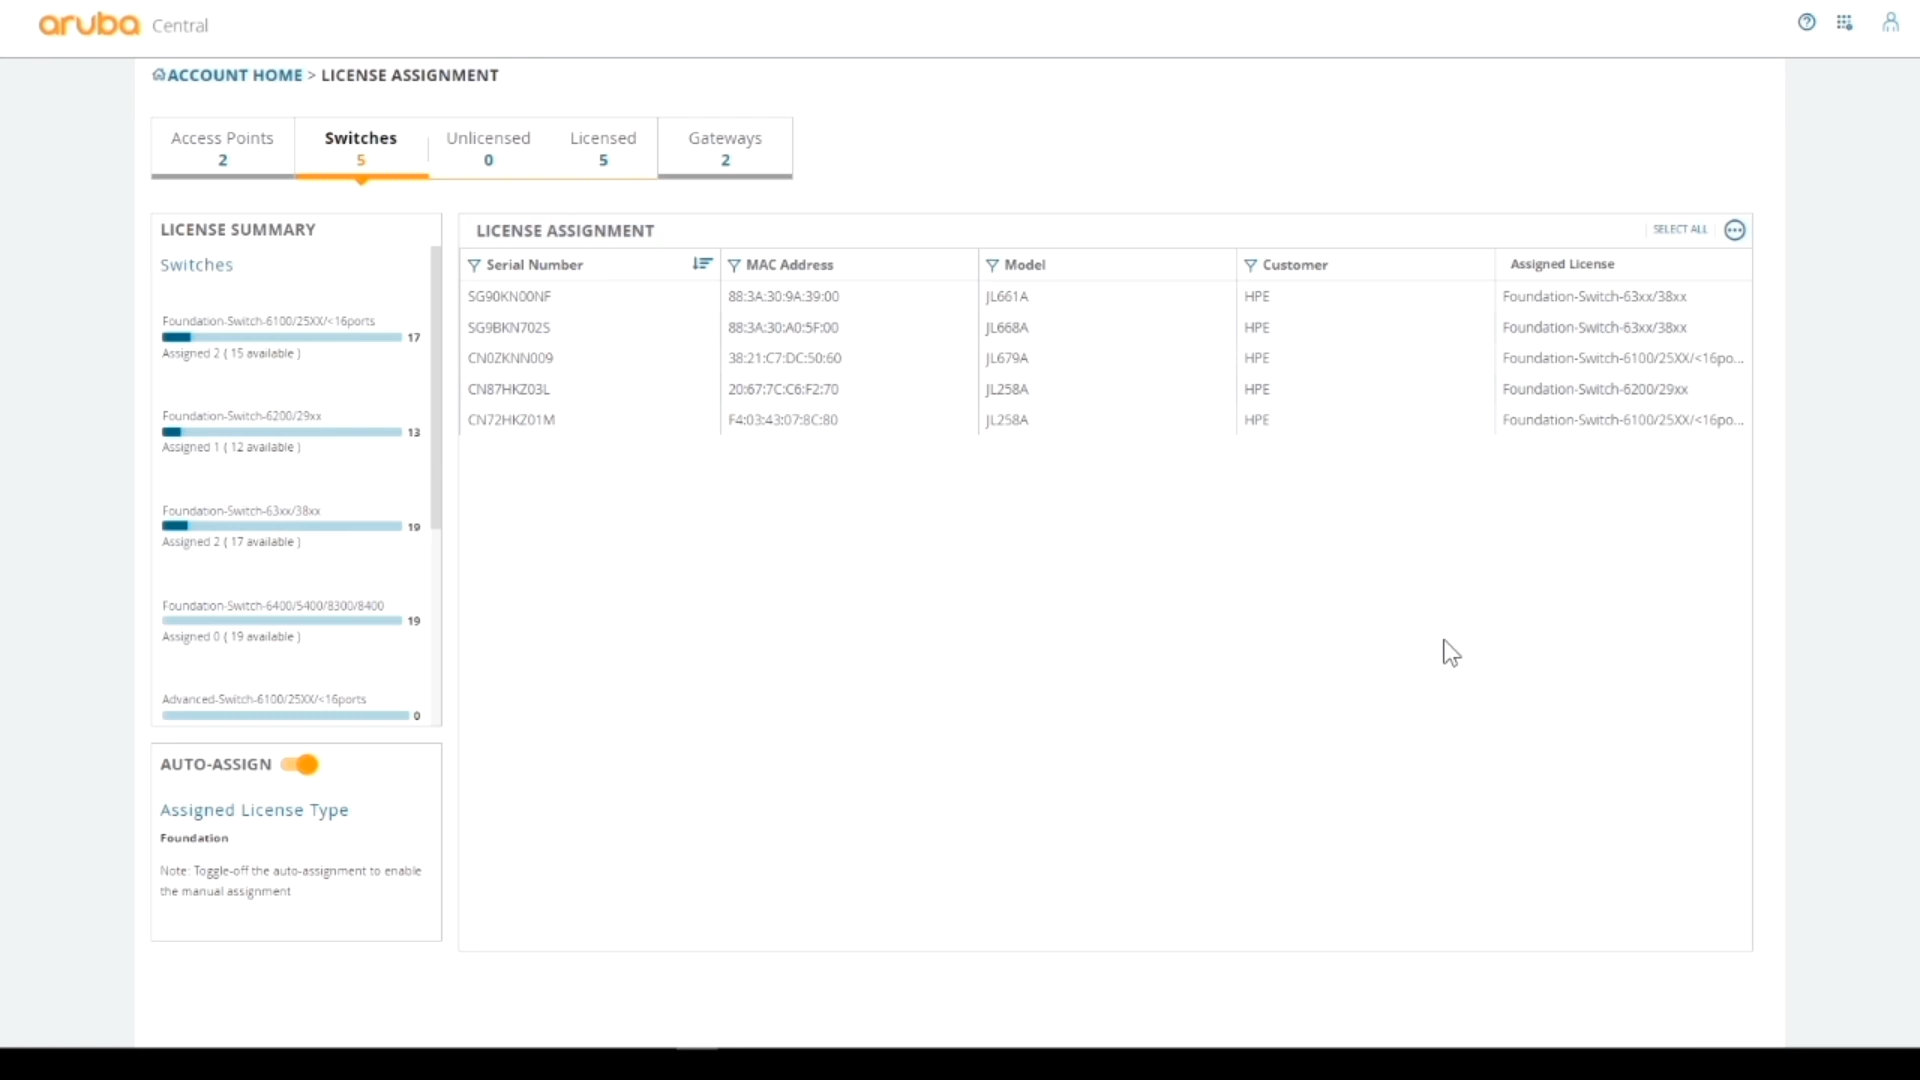 aruba Central
ACCOUNT HOME > LICENSE ASSIGNMENT
Access Points Switches Unlicensed Licensed Gateways
2 5 0 5 2
LICENSE SUMMARY
Switches
Foundation-Switch-6100/25XX/<16ports
17
Assigned 2 ( 15 available )
Foundation-Switch-6200/29xx
13
Assigned 1 ( 12 available )
Foundation-Switch-63xx/38xx
19
Assigned 2 ( 17 available )
Foundation-Switch-6400/5400/8300/8400
19
Assigned 0 ( 19 available )
Advanced-Switch-6100/25XX/<16ports
0
AUTO-ASSIGN
Assigned License Type
Foundation
Note: Toggle-off the auto-assignment to enable
the manual assignment
LICENSE ASSIGNMENT SELECT ALL
Serial Number MAC Address Model Customer Assigned License
SG90KN00NF 88:3A:30:9A:39:00 JL661A HPE Foundation-Switch-63xx/38xx
SG9BKN702S 88:3A:30:A0:5F:00 JL668A HPE Foundation-Switch-63xx/38xx
CN0ZKNN009 38:21:C7:DC:50:60 JL679A HPE Foundation-Switch-6100/25XX/<16po...
CN87HKZ03L 20:67:7C:C6:F2:70 JL258A HPE Foundation-Switch-6200/29xx
CN72HKZ01M F4:03:43:07:8C:80 JL258A HPE Foundation-Switch-6100/25XX/<16po...